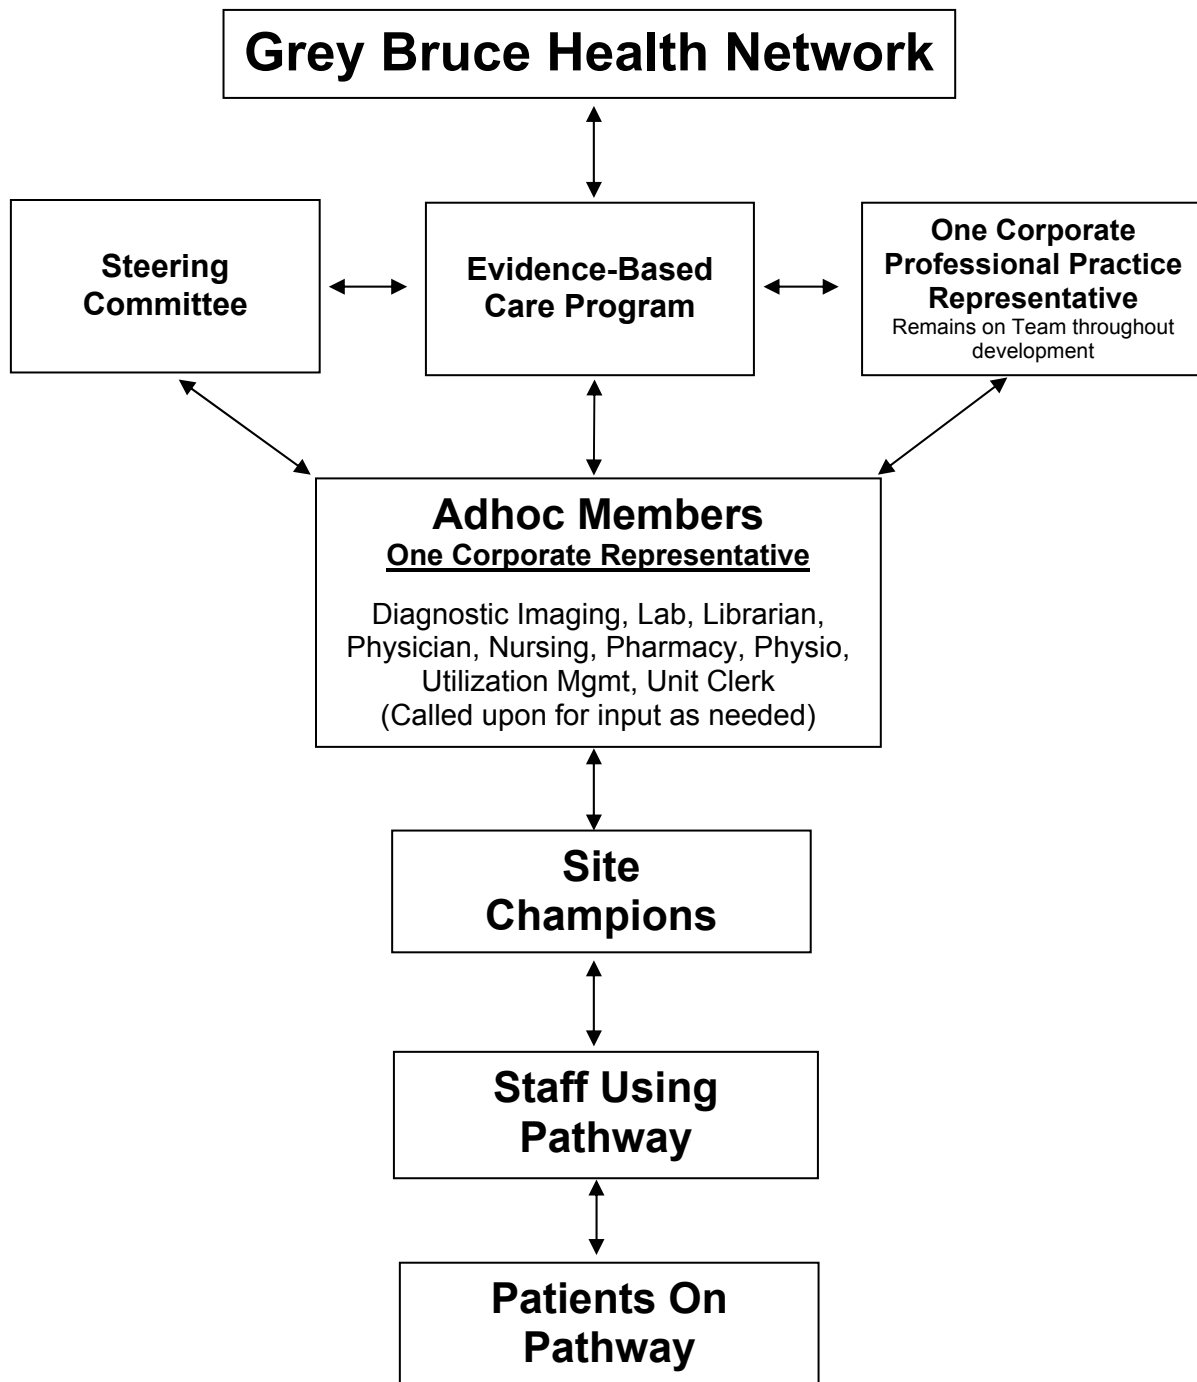 Grey Bruce Health Network
Steering
Committee
Evidence-Based
Care Program
One Corporate
Professional Practice
Representative
Remains on Team throughout
development
Adhoc Members
One Corporate Representative
Diagnostic Imaging, Lab, Librarian,
Physician, Nursing, Pharmacy, Physio,
Utilization Mgmt, Unit Clerk
(Called upon for input as needed)
Site
Champions
Staff Using
Pathway
Patients On
Pathway